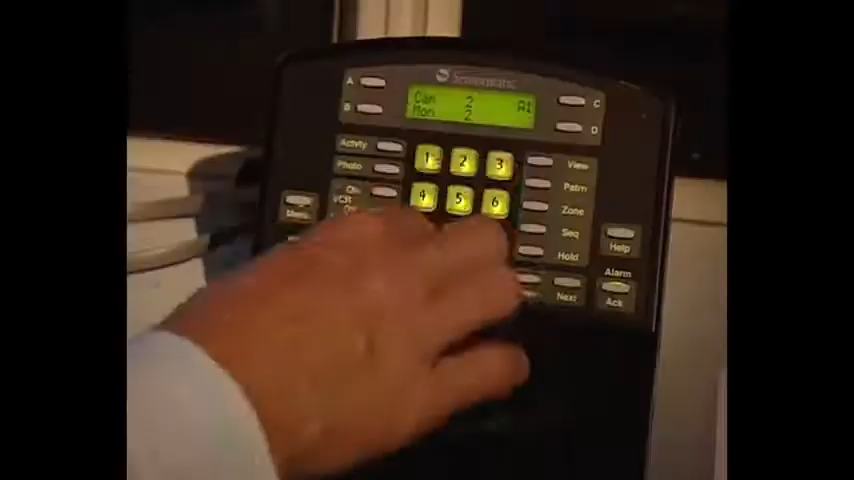 Sensormatic
A
C
Cam 2 A1
Mon 2
B
D
Activity
1 2 3
View
Photo
Patrn
4 5 6
VCR
Zone
Menu
Seq
Help
Hold
Alarm
Next
Ack